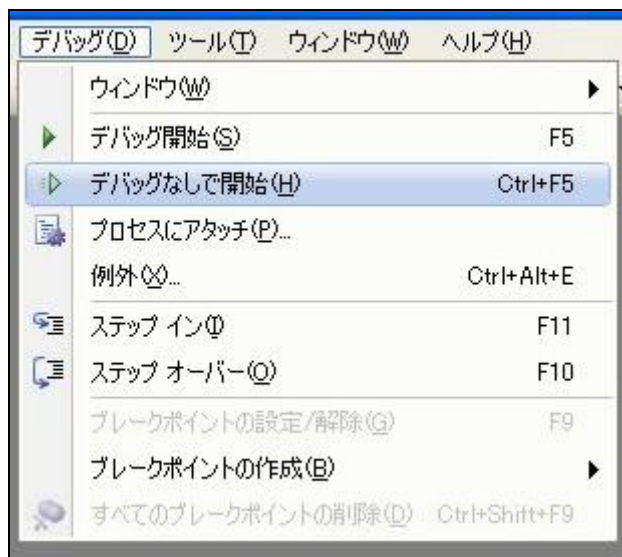 デバッグ(D) ツール(T) ウィンドウ(W) ヘルプ(H)
ウィンドウ(W)
デバッグ開始(S) F5
デバッグなしで開始(H) Ctrl+F5
プロセスにアタッチ(P)...
例外(X)... Ctrl+Alt+E
ステップ イン(I) F11
ステップ オーバー(O) F10
ブレークポイントの設定/解除(G) F9
ブレークポイントの作成(B)
すべてのブレークポイントの削除(D) Ctrl+Shift+F9